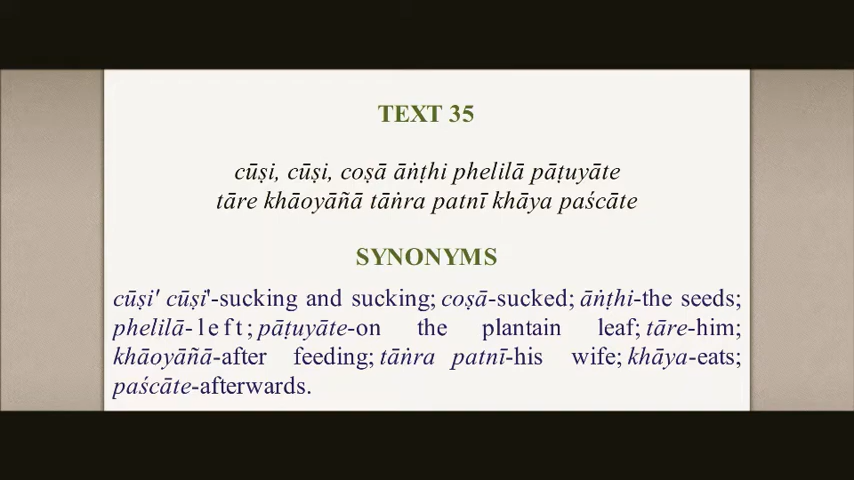 TEXT 35
cūṣi, cūṣi, coṣā āṅṭhi phelilā pāṭuyāte
tāre khāoyāñā tāṅra patnī khāya paścāte
SYNONYMS
cūṣi' cūṣi'-sucking and sucking; coṣā-sucked; āṅṭhi-the seeds;
phelilā-left; pāṭuyāte-on the plantain leaf; tāre-him;
khāoyāñā-after feeding; tāṅra patnī-his wife; khāya-eats;
paścāte-afterwards.